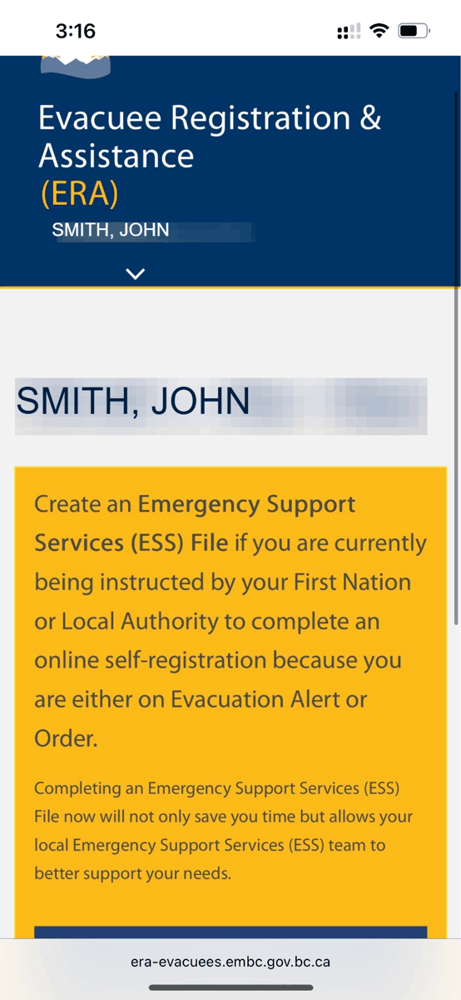 3:16
Evacuee Registration &
Assistance
(ERA)
SMITH, JOHN
SMITH, JOHN
Create an Emergency Support
Services (ESS) File if you are currently
being instructed by your First Nation
or Local Authority to complete an
online self-registration because you
are either on Evacuation Alert or
Order.
Completing an Emergency Support Services (ESS)
File now will not only save you time but allows your
local Emergency Support Services (ESS) team to
better support your needs.
era-evacuees.embc.gov.bc.ca